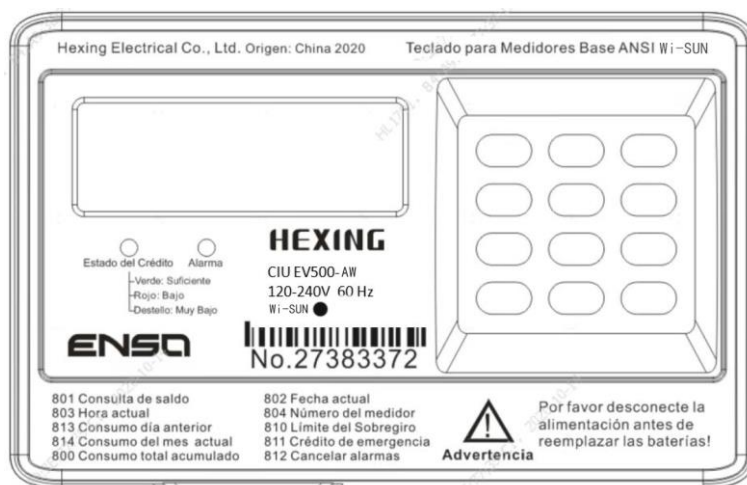 Hexing Electrical Co., Ltd. Origen: China 2020
Teclado para Medidores Base ANSI Wi-SUN
Estado del Crédito
Alarma
Verde: Suficiente
Rojo: Bajo
Destello: Muy Bajo
HEXING
CIU EV500-AW
120-240V 60 Hz
Wi-SUN
ENSA
No.27383372
801 Consulta de saldo
803 Hora actual
813 Consumo día anterior
814 Consumo del mes actual
800 Consumo total acumulado
802 Fecha actual
804 Número del medidor
810 Límite del Sobregiro
811 Crédito de emergencia
812 Cancelar alarmas
Advertencia
Por favor desconecte la
alimentación antes de
reemplazar las baterías!